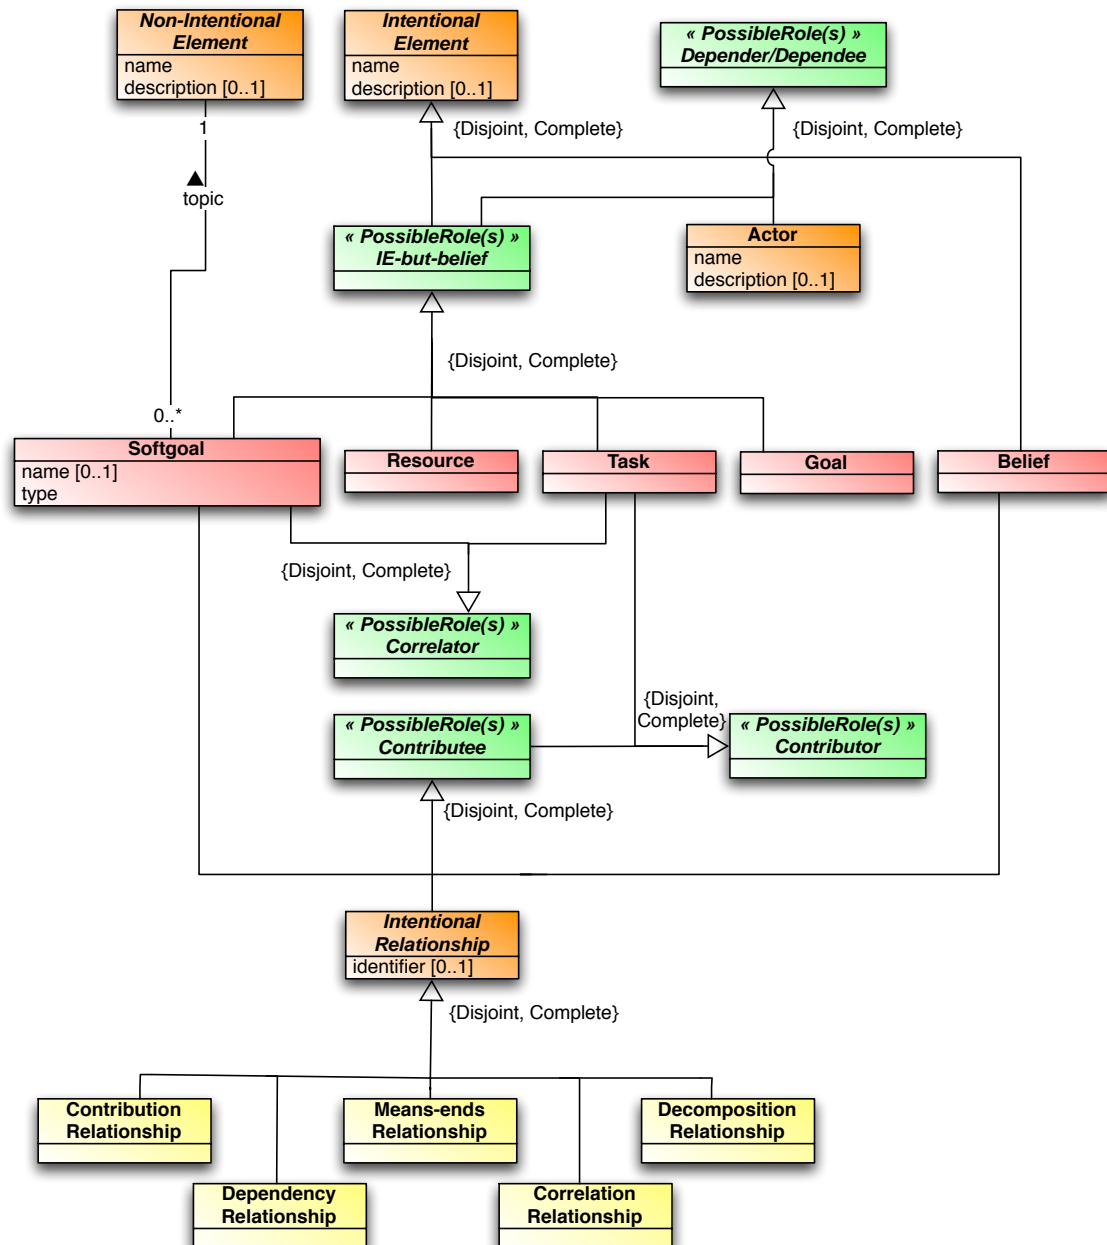 Non-Intentional
Element
name
description [0..1]
Intentional
Element
name
description [0..1]
« PossibleRole(s) »
Depender/Dependee
1
{Disjoint, Complete}
{Disjoint, Complete}
topic
« PossibleRole(s) »
IE-but-belief
Actor
name
description [0..1]
{Disjoint, Complete}
0..*
Softgoal
name [0..1]
type
Resource
Task
Goal
Belief
{Disjoint, Complete}
« PossibleRole(s) »
Correlator
{Disjoint,
Complete}
« PossibleRole(s) »
Contributee
« PossibleRole(s) »
Contributor
{Disjoint, Complete}
Intentional
Relationship
identifier [0..1]
{Disjoint, Complete}
Contribution
Relationship
Means-ends
Relationship
Decomposition
Relationship
Dependency
Relationship
Correlation
Relationship